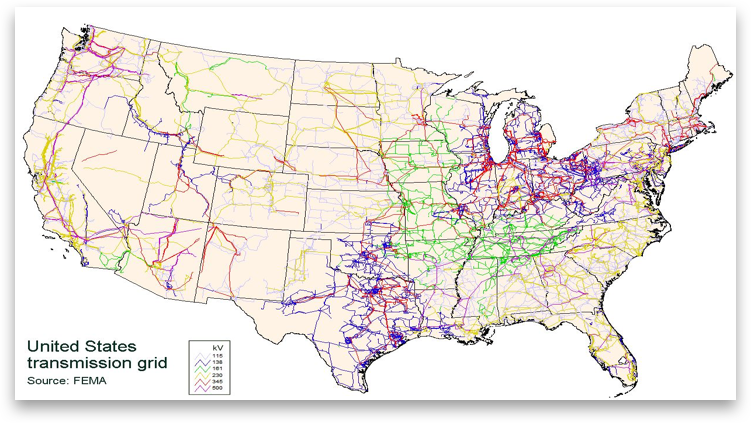 United States
transmission grid
Source: FEMA
kV
115
138
161
230
345
500